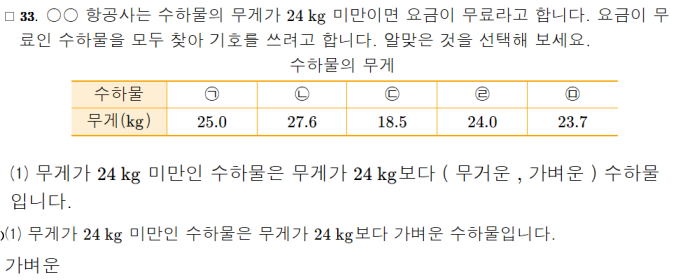 □ 33. ○○ 항공사는 수하물의 무게가 24 kg 미만이면 요금이 무료라고 합니다. 요금이 무
료인 수하물을 모두 찾아 기호를 쓰려고 합니다. 알맞은 것을 선택해 보세요.
수하물의 무게
수하물 ㉠ ㉡ ㉢ ㉣ ㉤
무게(kg) 25.0 27.6 18.5 24.0 23.7
(1) 무게가 24 kg 미만인 수하물은 무게가 24 kg보다 ( 무거운 , 가벼운 ) 수하물
입니다.
(1) 무게가 24 kg 미만인 수하물은 무게가 24 kg보다 가벼운 수하물입니다.
가벼운